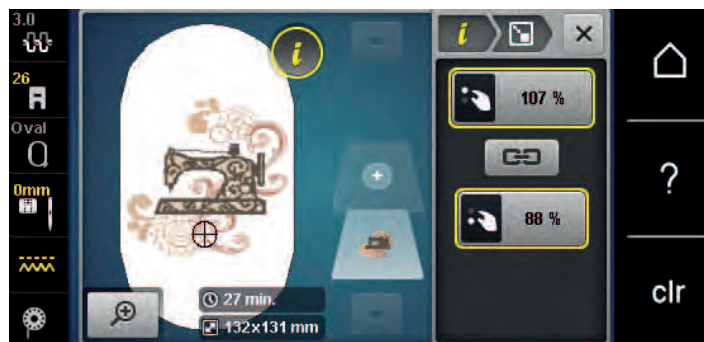 3.0
26
Oval
0mm
i
27 min.
132x131 mm
i
107 %
88 %
?
clr